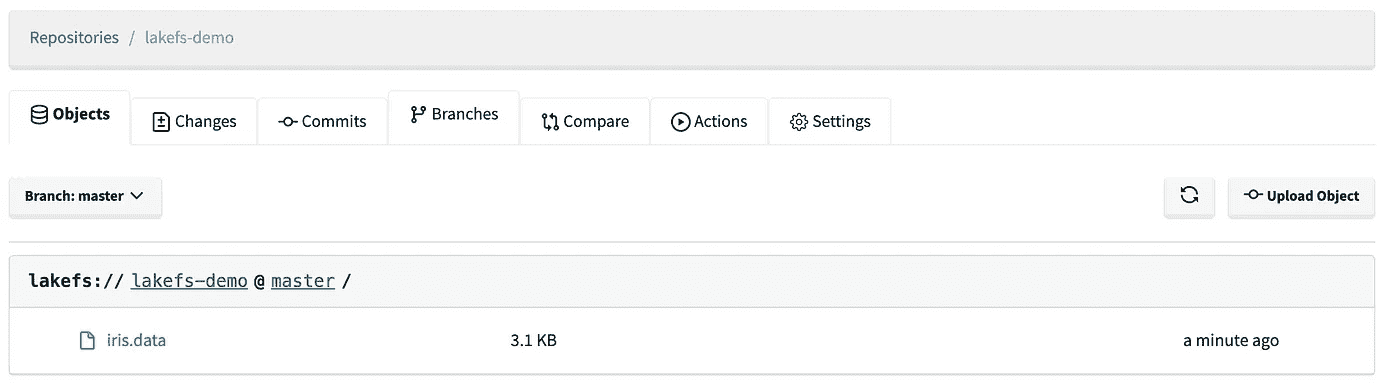 Repositories / lakefs-demo
Objects Changes Commits Branches Compare Actions Settings
Branch: master Upload Object
lakefs:// lakefs-demo @ master /
iris.data 3.1 KB a minute ago